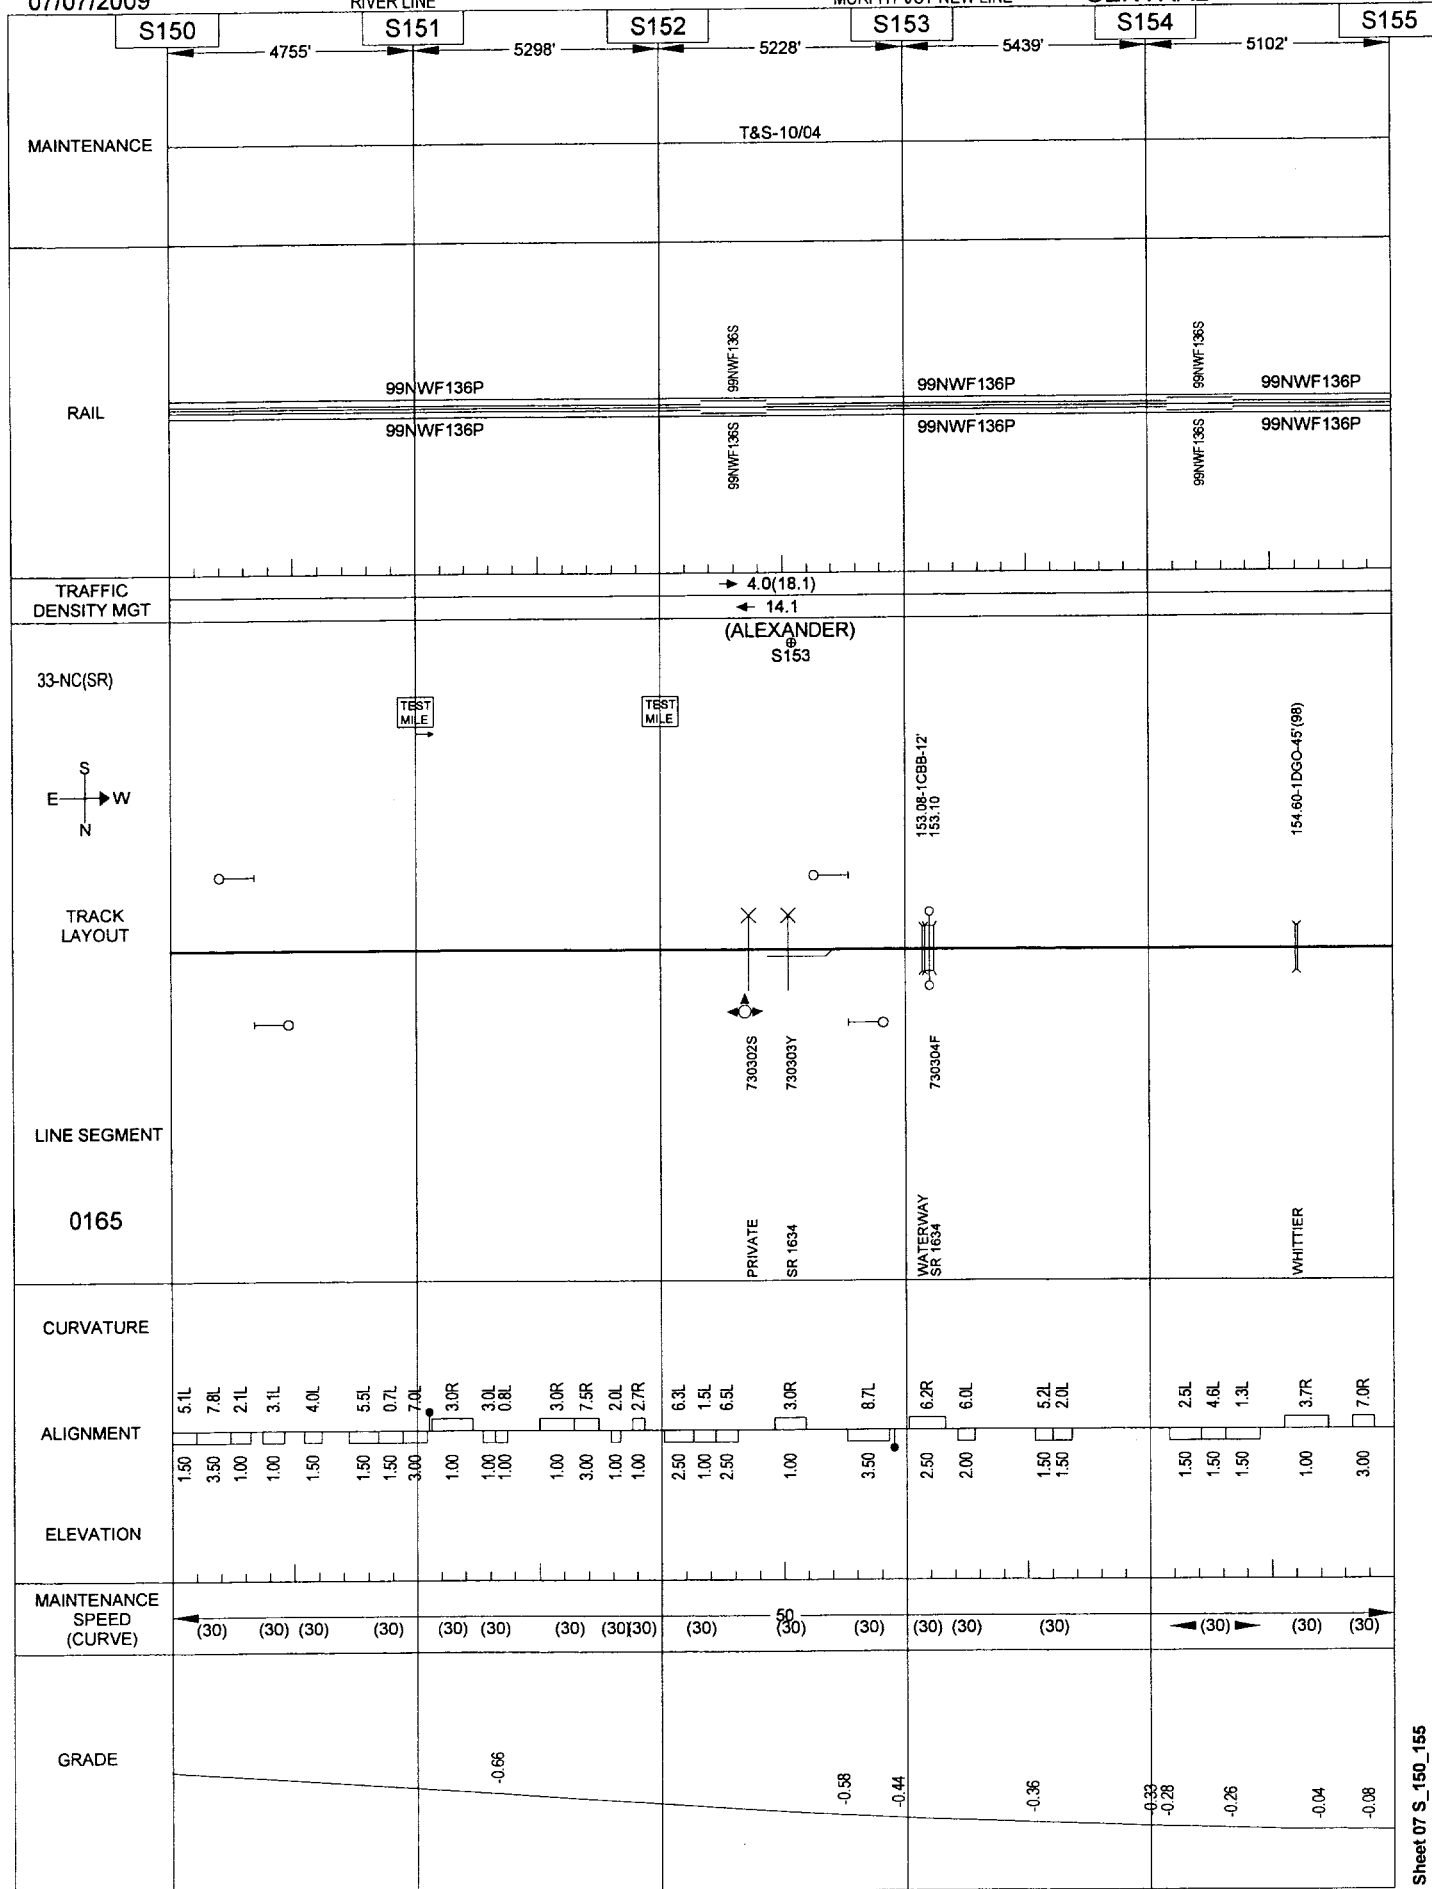 07/07/2009 RIVER LINE
S150 S151 S152 S153 S154 S155
4755' 5298' 5228' 5439' 5102'
MAINTENANCE
T&S-10/04
RAIL
99NWF136P 99NWF136S 99NWF136P 99NWF136S 99NWF136P
99NWF136P 99NWF136S 99NWF136P 99NWF136S 99NWF136P
TRAFFIC
DENSITY MGT
4.0(18.1)
14.1
(ALEXANDER)
S153
33-NC(SR)
TEST
MILE
TEST
MILE
S
E W
N
153.08-1CBB-12'
153.10
154.60-1DGO-45'(98)
TRACK
LAYOUT
730302S
730303Y
730304F
LINE SEGMENT
0165
PRIVATE
SR 1634
WATERWAY
SR 1634
WHITTIER
CURVATURE
5.1L 7.8L 2.1L 3.1L 4.0L 5.5L 0.7L 7.0L 3.0R 3.0L 0.8L 3.0R 7.5R 2.0L 2.7R 6.3L 1.5L 6.5L 3.0R 8.7L 6.2R 6.0L 5.2L 2.0L 2.5L 4.6L 1.3L 3.7R 7.0R
ALIGNMENT
1.50 3.50 1.00 1.00 1.50 1.50 1.50 3.00 1.00 1.00 1.00 1.00 3.00 1.00 1.00 2.50 1.00 2.50 1.00 3.50 2.50 2.00 1.50 1.50 1.50 1.50 1.50 1.00 3.00
ELEVATION
MAINTENANCE
SPEED
(CURVE)
50
(30) (30) (30) (30) (30) (30) (30) (30) (30) (30) (30) (30) (30) (30) (30) (30) (30) (30)
GRADE
-0.66 -0.58 -0.44 -0.36 -0.33 -0.28 -0.26 -0.04 -0.08
Sheet 07 S_150_155